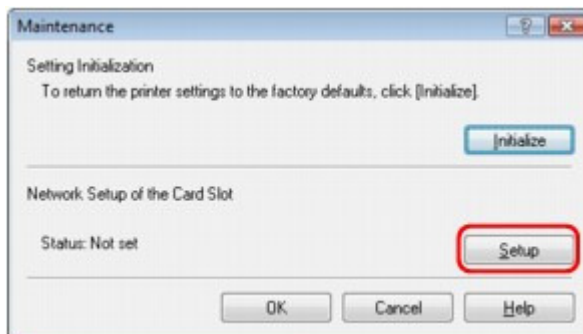 Maintenance
Setting Initialization
To return the printer settings to the factory defaults, click [Initialize].
Initialize
Network Setup of the Card Slot
Status: Not set
Setup
OK Cancel Help